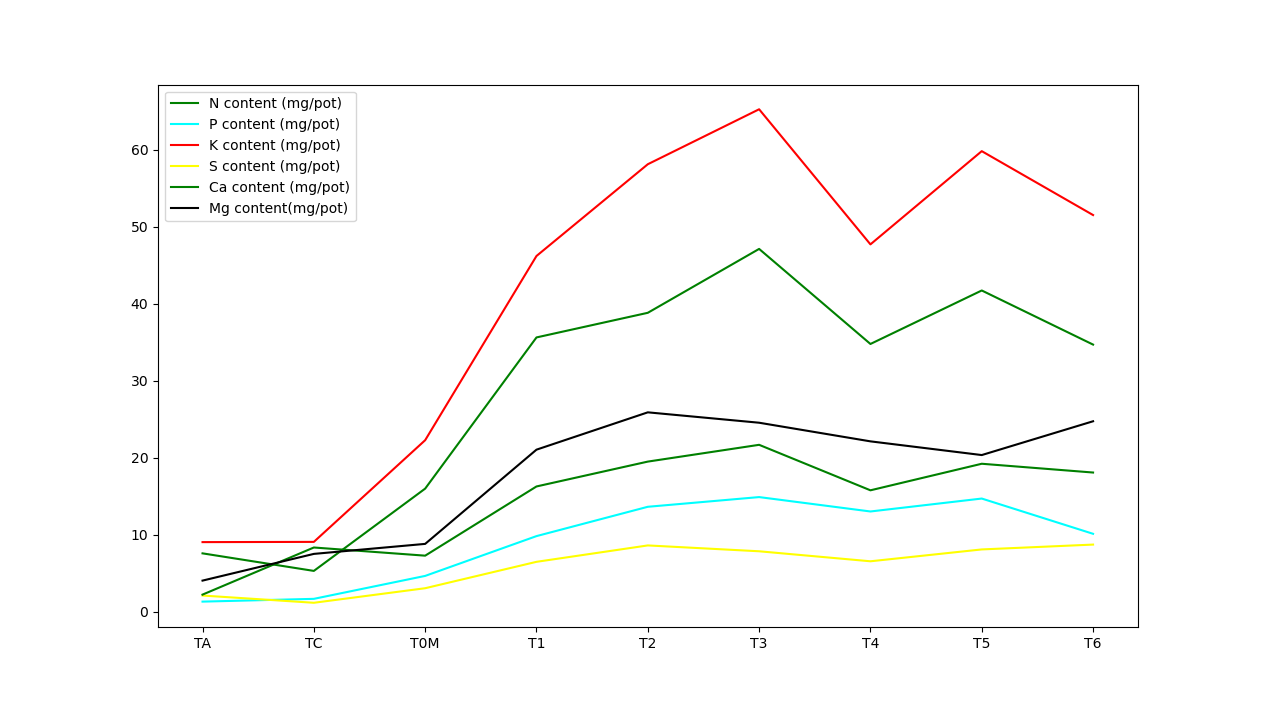 N content (mg/pot)
P content (mg/pot)
K content (mg/pot)
S content (mg/pot)
Ca content (mg/pot)
Mg content(mg/pot)
60
50
40
30
20
10
0
TA TC T0M T1 T2 T3 T4 T5 T6